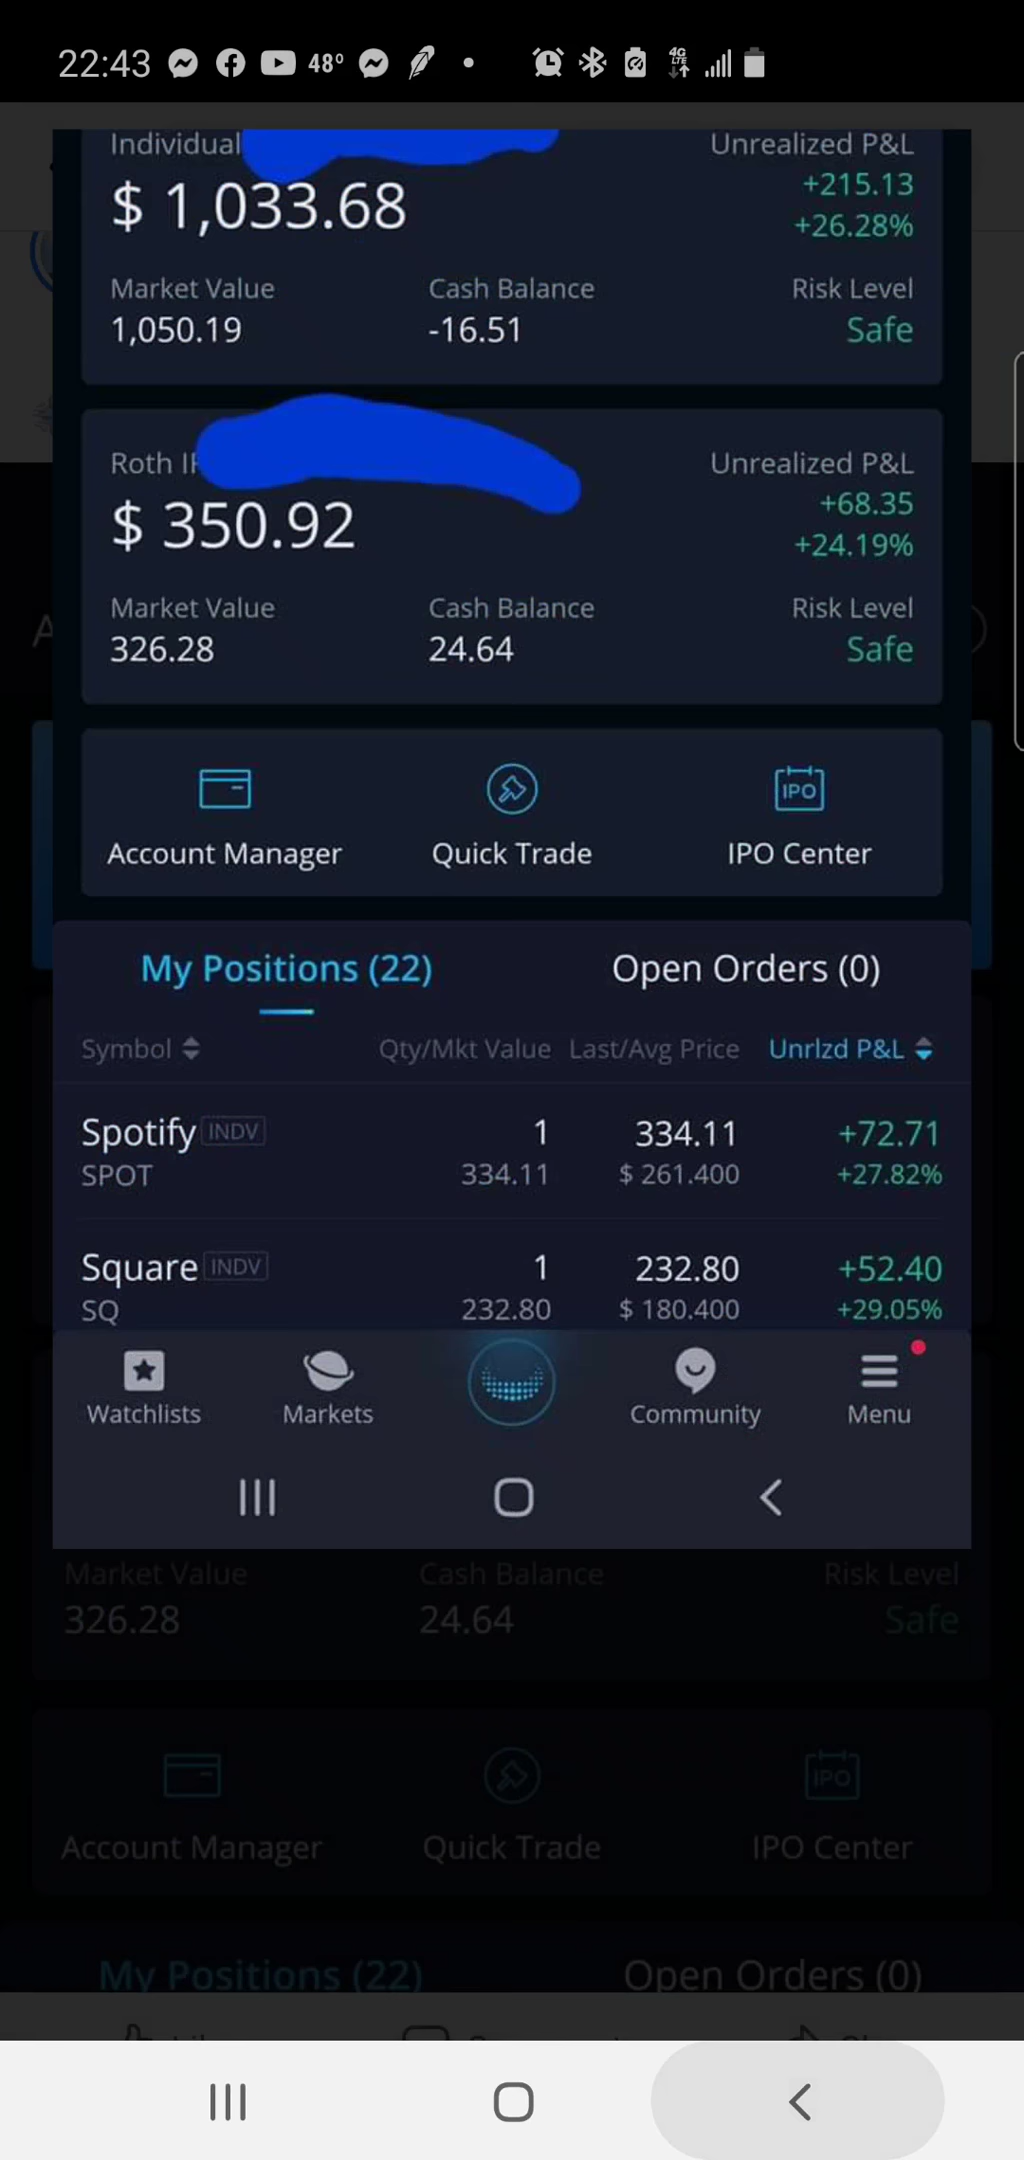 22:43 48°
Individual Unrealized P&L
$ 1,033.68 +215.13
+26.28%
Market Value Cash Balance Risk Level
1,050.19 -16.51 Safe
Roth Unrealized P&L
$ 350.92 +68.35
+24.19%
Market Value Cash Balance Risk Level
326.28 24.64 Safe
IPO
Account Manager Quick Trade IPO Center
My Positions (22) Open Orders (0)
Symbol Qty/Mkt Value Last/Avg Price Unrlzd P&L
Spotify INDV 1 334.11 +72.71
SPOT 334.11 $ 261.400 +27.82%
Square INDV 1 232.80 +52.40
SQ 232.80 $ 180.400 +29.05%
Watchlists Markets Community Menu
Market Value Cash Balance Risk Level
326.28 24.64 Safe
IPO
Account Manager Quick Trade IPO Center
My Positions (22) Open Orders (0)